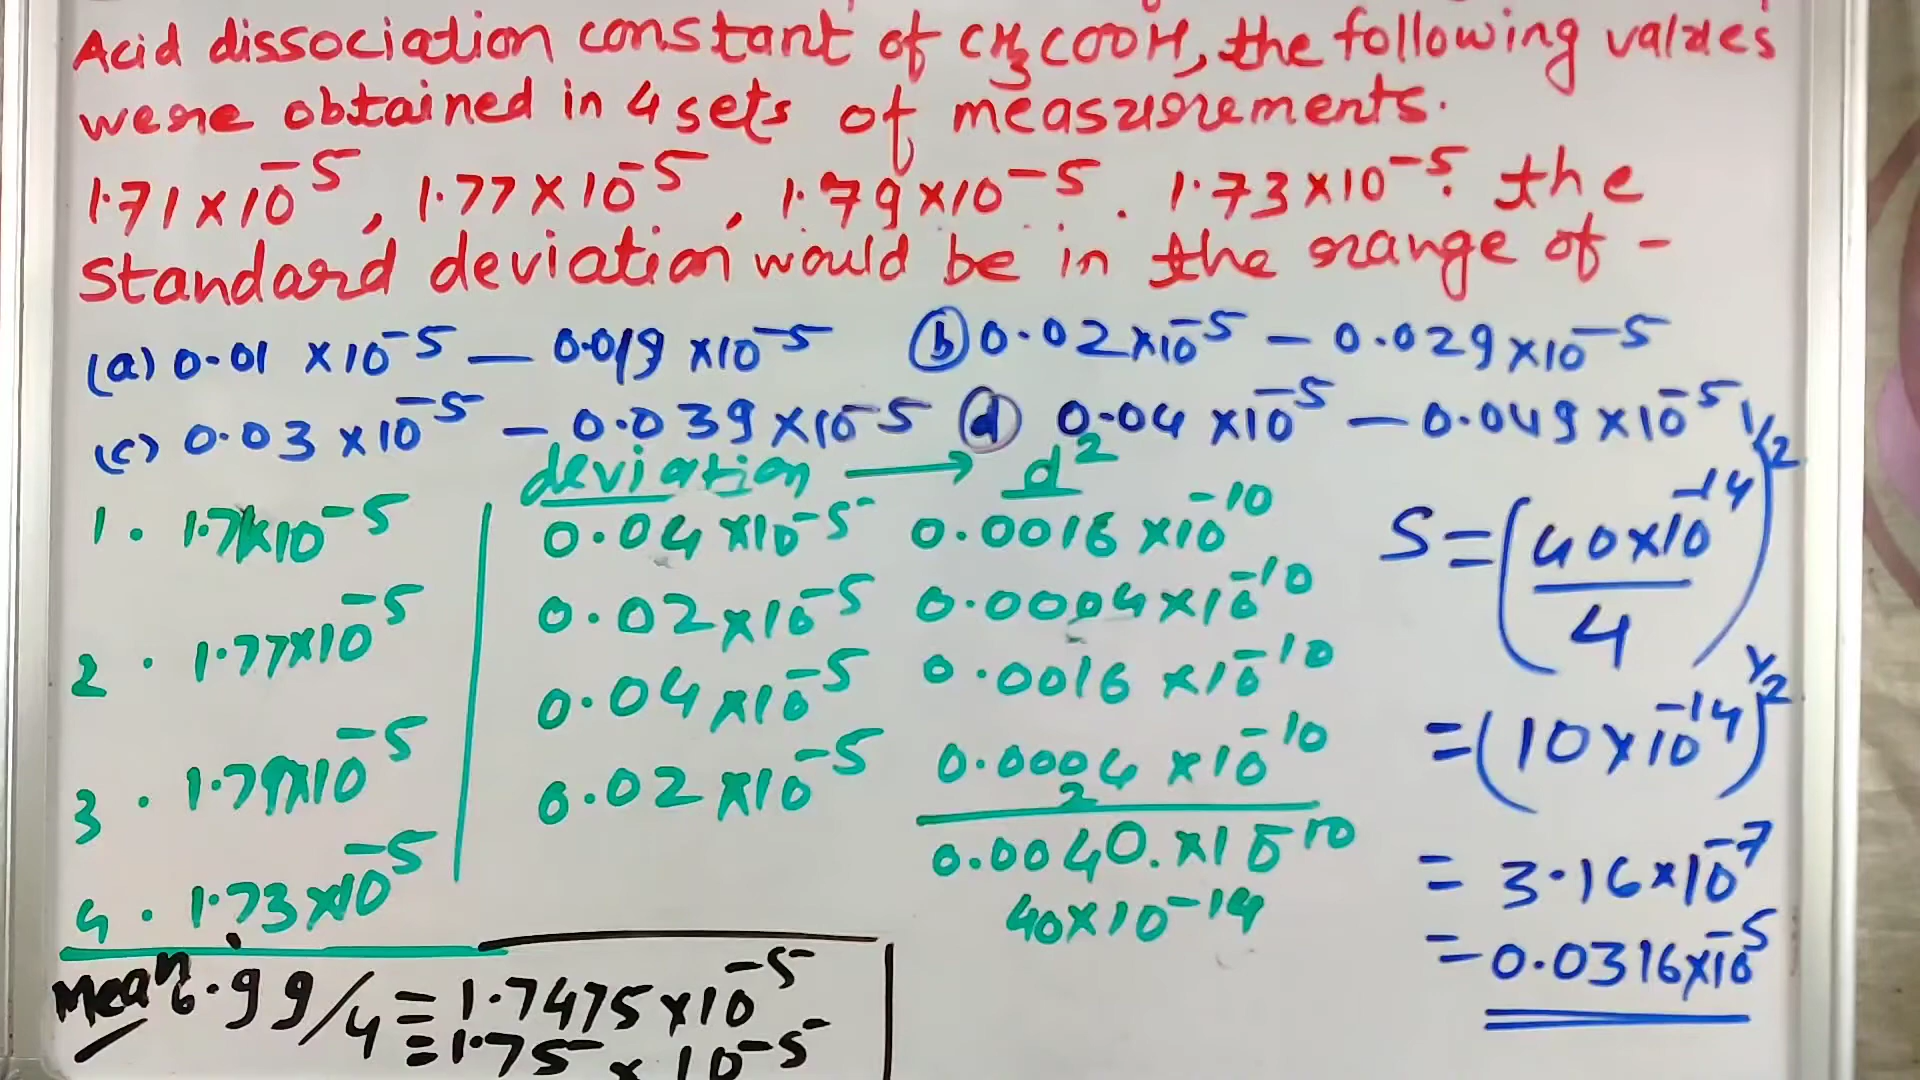 Acid dissociation constant of CH₃COOH, the following values
were obtained in 4 sets of measurements.
1.71×10⁻⁵, 1.77×10⁻⁵, 1.79×10⁻⁵. 1.73×10⁻⁵. the
standard deviation would be in the range of -
(a) 0.01 ×10⁻⁵ — 0.019 ×10⁻⁵ (b) 0.02×10⁻⁵ — 0.029×10⁻⁵
(c) 0.03 ×10⁻⁵ — 0.039×10⁻⁵ (d) 0.04 ×10⁻⁵ — 0.049×10⁻⁵
deviation → d²
1. 1.71×10⁻⁵ 0.04×10⁻⁵ 0.0016×10⁻¹⁰
2. 1.77×10⁻⁵ 0.02×10⁻⁵ 0.0004×10⁻¹⁰
3. 1.79×10⁻⁵ 0.04×10⁻⁵ 0.0016×10⁻¹⁰
4. 1.73×10⁻⁵ 0.02×10⁻⁵ 0.0004×10⁻¹⁰
2
0.0040.×10⁻¹⁰
40×10⁻¹⁴
Mean 6.99/4 = 1.7475×10⁻⁵
= 1.75 × 10⁻⁵
S = (40×10⁻¹⁴/4)^1/2
= (10×10⁻¹⁴)^1/2
= 3.16×10⁻⁷
= 0.0316×10⁻⁵